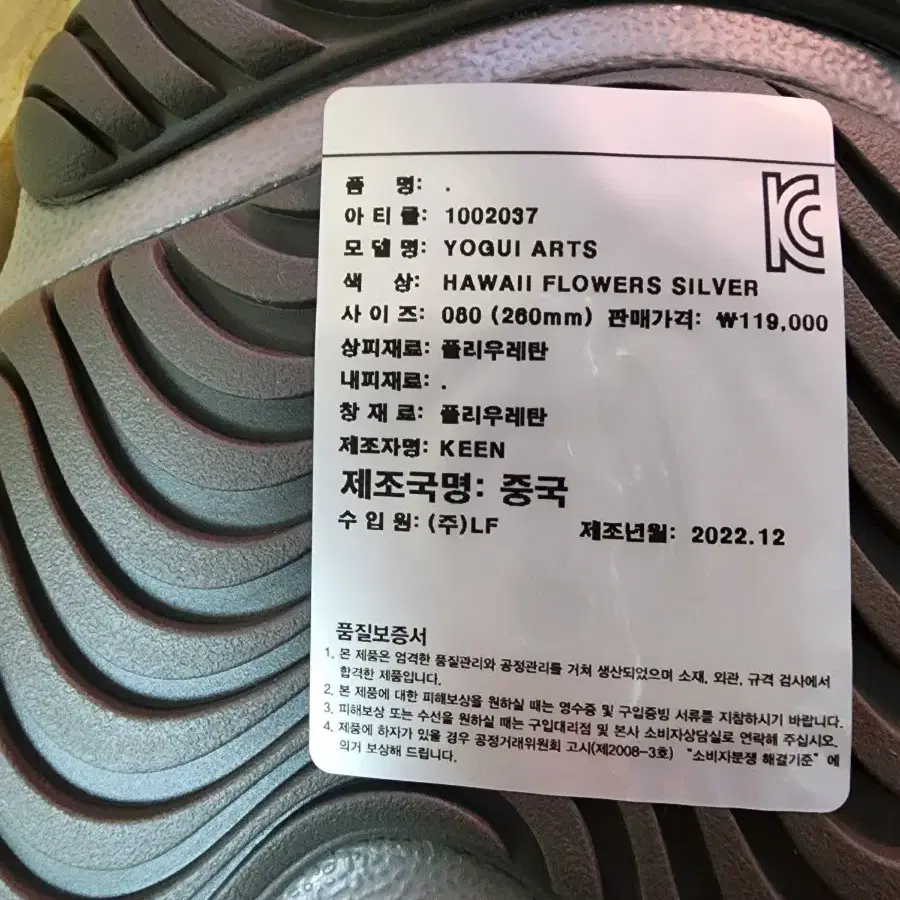 품 명: .
아 티 클: 1002037
모 델 명: YOGUI ARTS
색 상: HAWAII FLOWERS SILVER
사 이 즈: 080 (260mm) 판매가격: ₩119,000
상피재료: 폴리우레탄
내피재료: .
창 재 료: 폴리우레탄
제조자명: KEEN
제조국명: 중국
수 입 원: (주)LF 제조년월: 2022.12
품질보증서
1. 본 제품은 엄격한 품질관리와 공정관리를 거쳐 생산되었으며 소재, 외관, 규격 검사에서
합격한 제품입니다.
2. 본 제품에 대한 피해보상을 원하실 때는 영수증 및 구입증빙 서류를 지참하시기 바랍니다.
3. 피해보상 또는 수선을 원하실 때는 구입대리점 및 본사 소비자상담실로 연락해 주십시오.
4. 제품에 하자가 있을 경우 공정거래위원회 고시(제2008-3호) "소비자분쟁 해결기준"에
의거 보상해 드립니다.